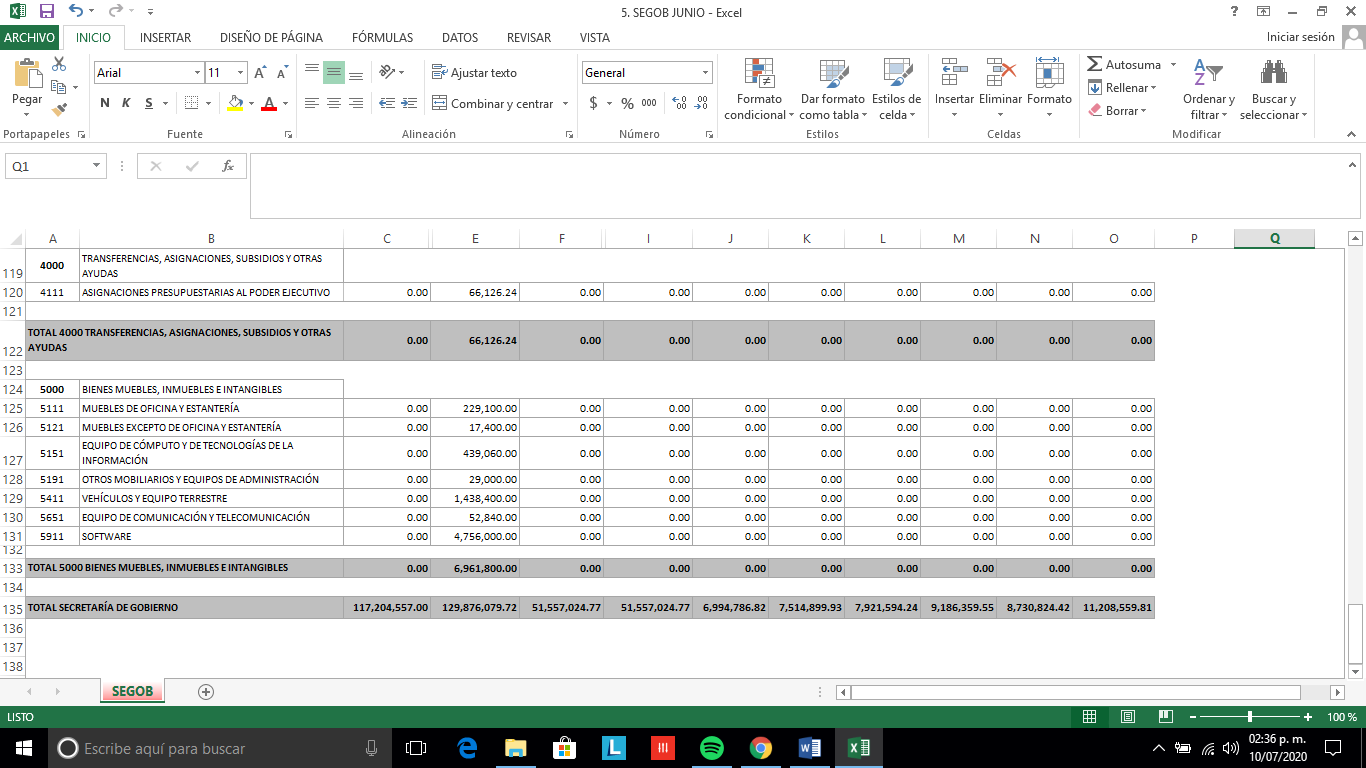 5. SEGOB JUNIO - Excel
ARCHIVO INICIO INSERTAR DISEÑO DE PÁGINA FÓRMULAS DATOS REVISAR VISTA Iniciar sesión
Pegar
Portapapeles
Arial 11
N K S
Fuente
Ajustar texto
Combinar y centrar
Alineación
General
$ % 000
Número
Formato condicional
Dar formato como tabla
Estilos de celda
Estilos
Insertar Eliminar Formato
Celdas
Autosuma
Rellenar
Borrar
Ordenar y filtrar
Buscar y seleccionar
Modificar
Q1 fx
A B C E F I J K L M N O P Q
119 4000 TRANSFERENCIAS, ASIGNACIONES, SUBSIDIOS Y OTRAS
AYUDAS
120 4111 ASIGNACIONES PRESUPUESTARIAS AL PODER EJECUTIVO 0.00 66,126.24 0.00 0.00 0.00 0.00 0.00 0.00 0.00 0.00
121
122 TOTAL 4000 TRANSFERENCIAS, ASIGNACIONES, SUBSIDIOS Y OTRAS
AYUDAS 0.00 66,126.24 0.00 0.00 0.00 0.00 0.00 0.00 0.00 0.00
123
124 5000 BIENES MUEBLES, INMUEBLES E INTANGIBLES
125 5111 MUEBLES DE OFICINA Y ESTANTERÍA 0.00 229,100.00 0.00 0.00 0.00 0.00 0.00 0.00 0.00 0.00
126 5121 MUEBLES EXCEPTO DE OFICINA Y ESTANTERÍA 0.00 17,400.00 0.00 0.00 0.00 0.00 0.00 0.00 0.00 0.00
127 5151 EQUIPO DE CÓMPUTO Y DE TECNOLOGÍAS DE LA
INFORMACIÓN 0.00 439,060.00 0.00 0.00 0.00 0.00 0.00 0.00 0.00 0.00
128 5191 OTROS MOBILIARIOS Y EQUIPOS DE ADMINISTRACIÓN 0.00 29,000.00 0.00 0.00 0.00 0.00 0.00 0.00 0.00 0.00
129 5411 VEHÍCULOS Y EQUIPO TERRESTRE 0.00 1,438,400.00 0.00 0.00 0.00 0.00 0.00 0.00 0.00 0.00
130 5651 EQUIPO DE COMUNICACIÓN Y TELECOMUNICACIÓN 0.00 52,840.00 0.00 0.00 0.00 0.00 0.00 0.00 0.00 0.00
131 5911 SOFTWARE 0.00 4,756,000.00 0.00 0.00 0.00 0.00 0.00 0.00 0.00 0.00
132
133 TOTAL 5000 BIENES MUEBLES, INMUEBLES E INTANGIBLES 0.00 6,961,800.00 0.00 0.00 0.00 0.00 0.00 0.00 0.00 0.00
134
135 TOTAL SECRETARÍA DE GOBIERNO 117,204,557.00 129,876,079.72 51,557,024.77 51,557,024.77 6,994,786.82 7,514,899.93 7,921,594.24 9,186,359.55 8,730,824.42 11,208,559.81
136
137
138
SEGOB
LISTO 100 %
Escribe aquí para buscar
02:36 p. m.
10/07/2020